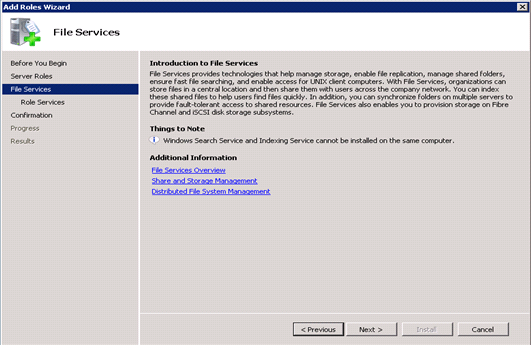 Add Roles Wizard
File Services
Before You Begin
Server Roles
File Services
Role Services
Confirmation
Progress
Results
Introduction to File Services
File Services provides technologies that help manage storage, enable file replication, manage shared folders,
ensure fast file searching, and enable access for UNIX client computers. With File Services, organizations can
store files in a central location and then share them with users across the company network. You can index
these shared files to help users find files quickly. In addition, you can synchronize folders on multiple servers to
provide fault-tolerant access to shared resources. File Services also enables you to provision storage on Fibre
Channel and iSCSI disk storage subsystems.
Things to Note
Windows Search Service and Indexing Service cannot be installed on the same computer.
Additional Information
File Services Overview
Share and Storage Management
Distributed File System Management
< Previous
Next >
Install
Cancel